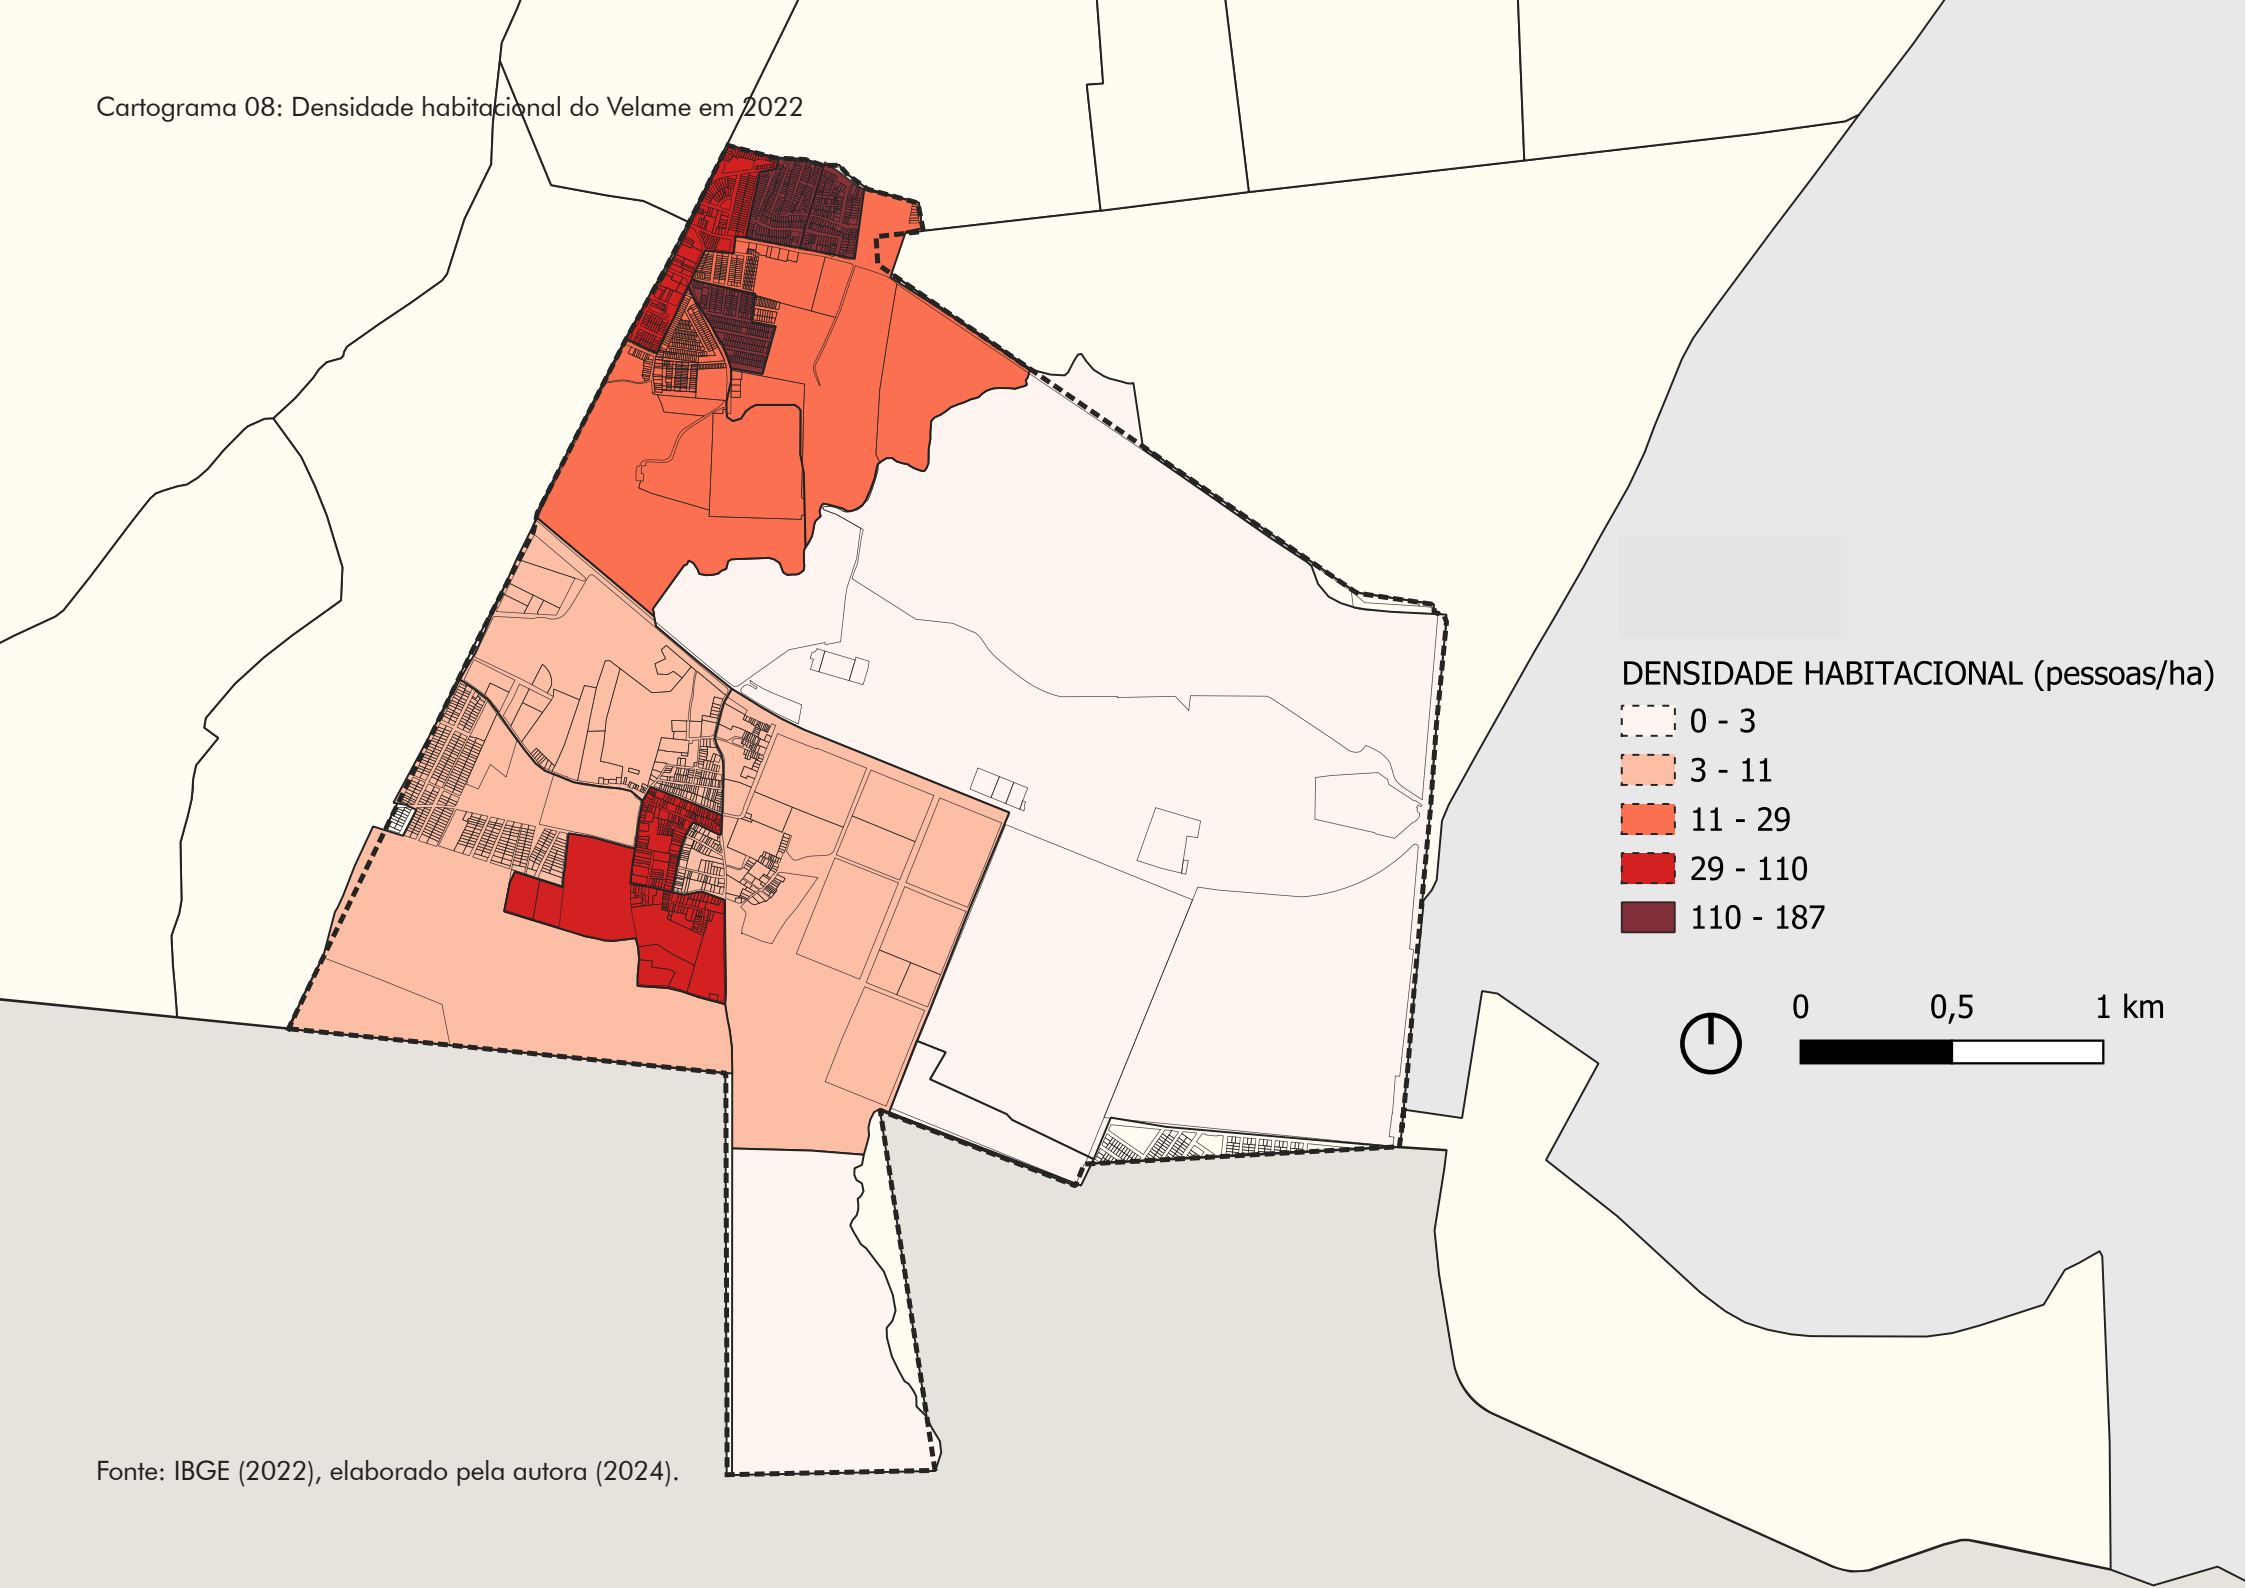 Cartograma 08: Densidade habitacional do Velame em 2022
DENSIDADE HABITACIONAL (pessoas/ha)
0 - 3
3 - 11
11 - 29
29 - 110
110 - 187
0 0,5 1 km
Fonte: IBGE (2022), elaborado pela autora (2024).